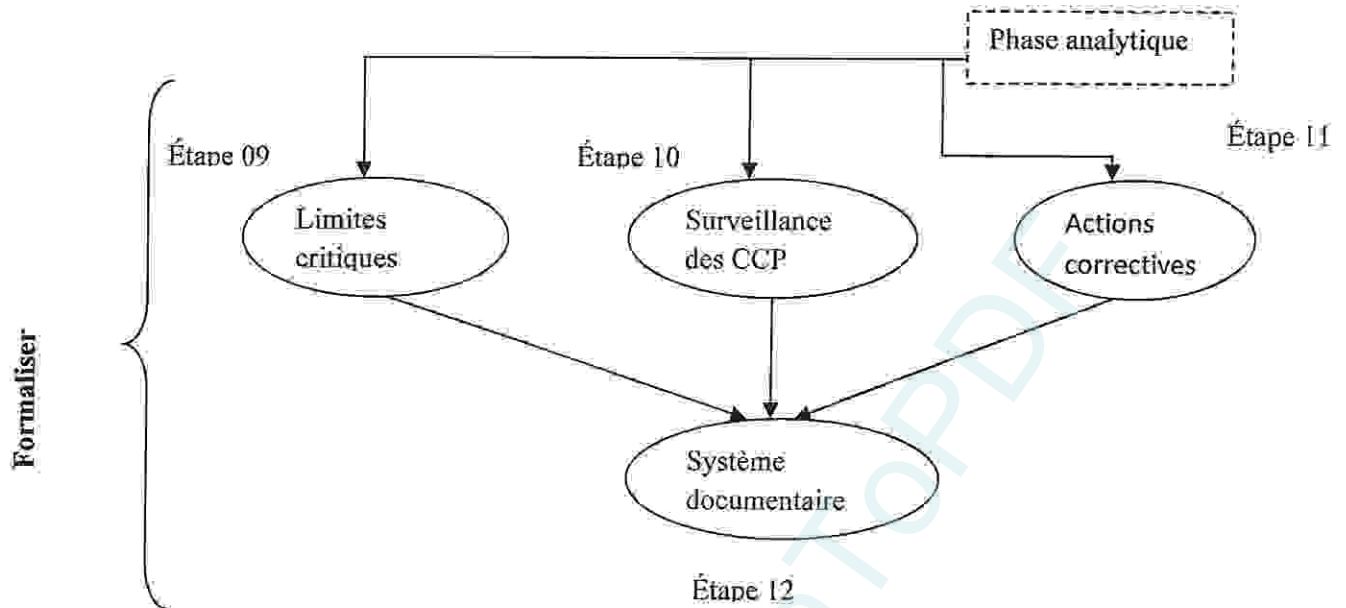 Phase analytique
Étape 09
Étape 10
Étape 11
Limites
critiques
Surveillance
des CCP
Actions
correctives
Formaliser
Système
documentaire
Étape 12
ToPDF